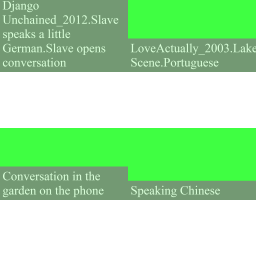 Django
Unchained_2012.Slave
speaks a little
German.Slave opens
conversation
LoveActually_2003.Lake
Scene.Portuguese
Conversation in the
garden on the phone
Speaking Chinese